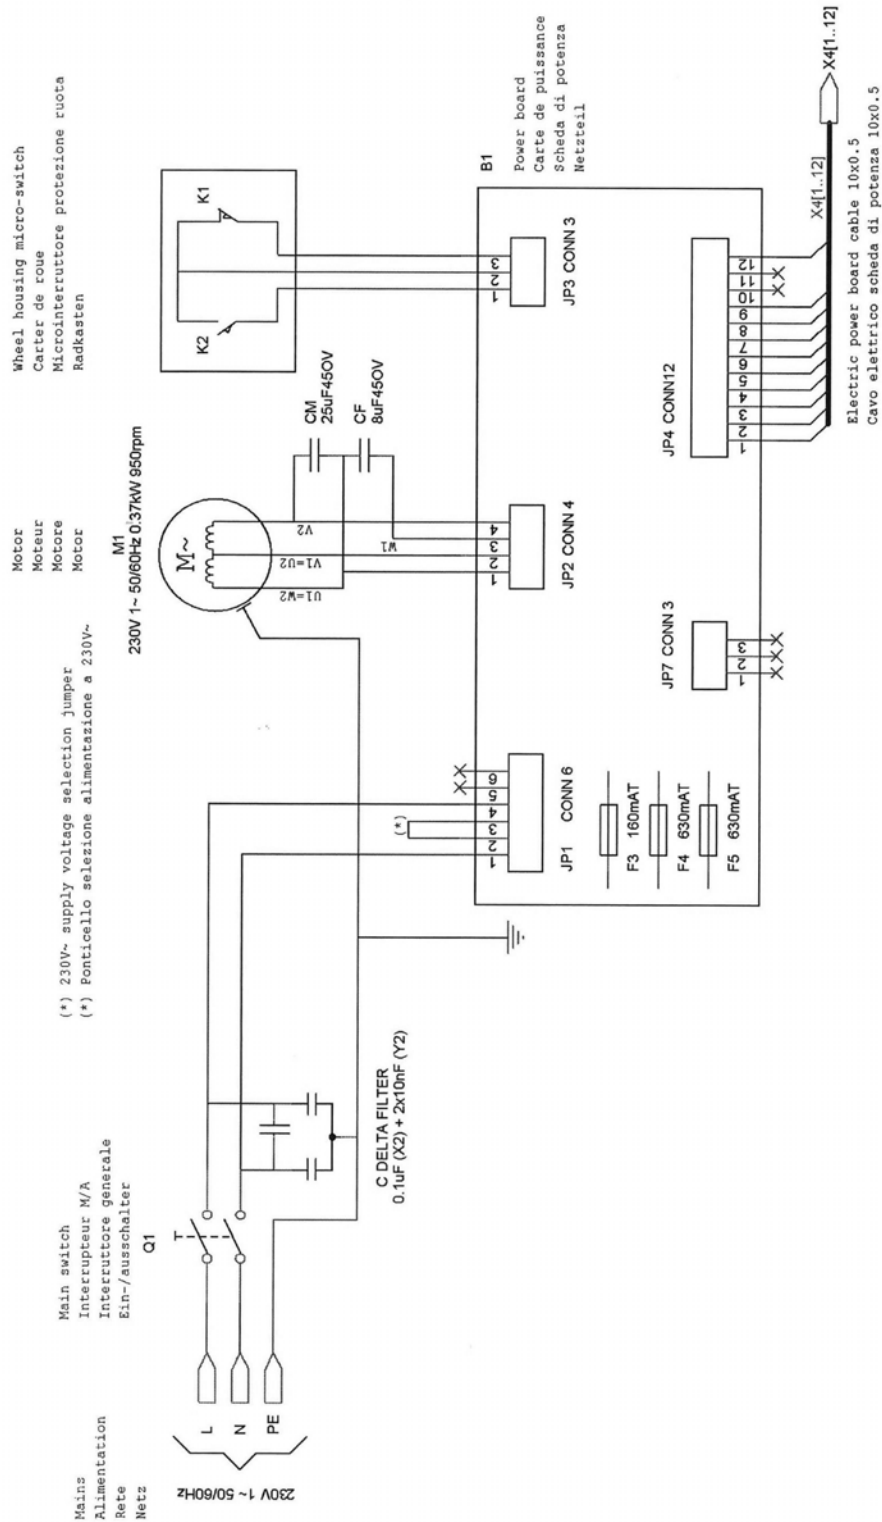 Mains
Alimentation
Rete
Netz
230V 1~ 50/60Hz
L
N
PE
Main switch
Interrupteur M/A
Interruttore generale
Ein-/ausschalter
Q1
C DELTA FILTER
0.1uF (X2) + 2x10nF (Y2)
(*) 230V~ supply voltage selection jumper
(*) Ponticello selezione alimentazione a 230V~
(*)
Motor
Moteur
Motore
Motor
M1
230V 1~ 50/60Hz 0.37kW 950rpm
M~
U1=W2
V1=U2
V2
W1
CM
25uF450V
CF
8uF450V
Wheel housing micro-switch
Carter de roue
Microinterruttore protezione ruota
Radkasten
K2
K1
B1
Power board
Carte de puissance
Scheda di potenza
Netzteil
1 2 3 4 5 6
JP1 CONN 6
1 2 3 4
JP2 CONN 4
1 2 3
JP3 CONN 3
F3 160mAT
F4 630mAT
F5 630mAT
JP7 CONN 3
1 2 3
JP4 CONN12
1 2 3 4 5 6 7 8 9 10 11 12
X4[1..12]
X4[1..12]
Electric power board cable 10x0.5
Cavo elettrico scheda di potenza 10x0.5